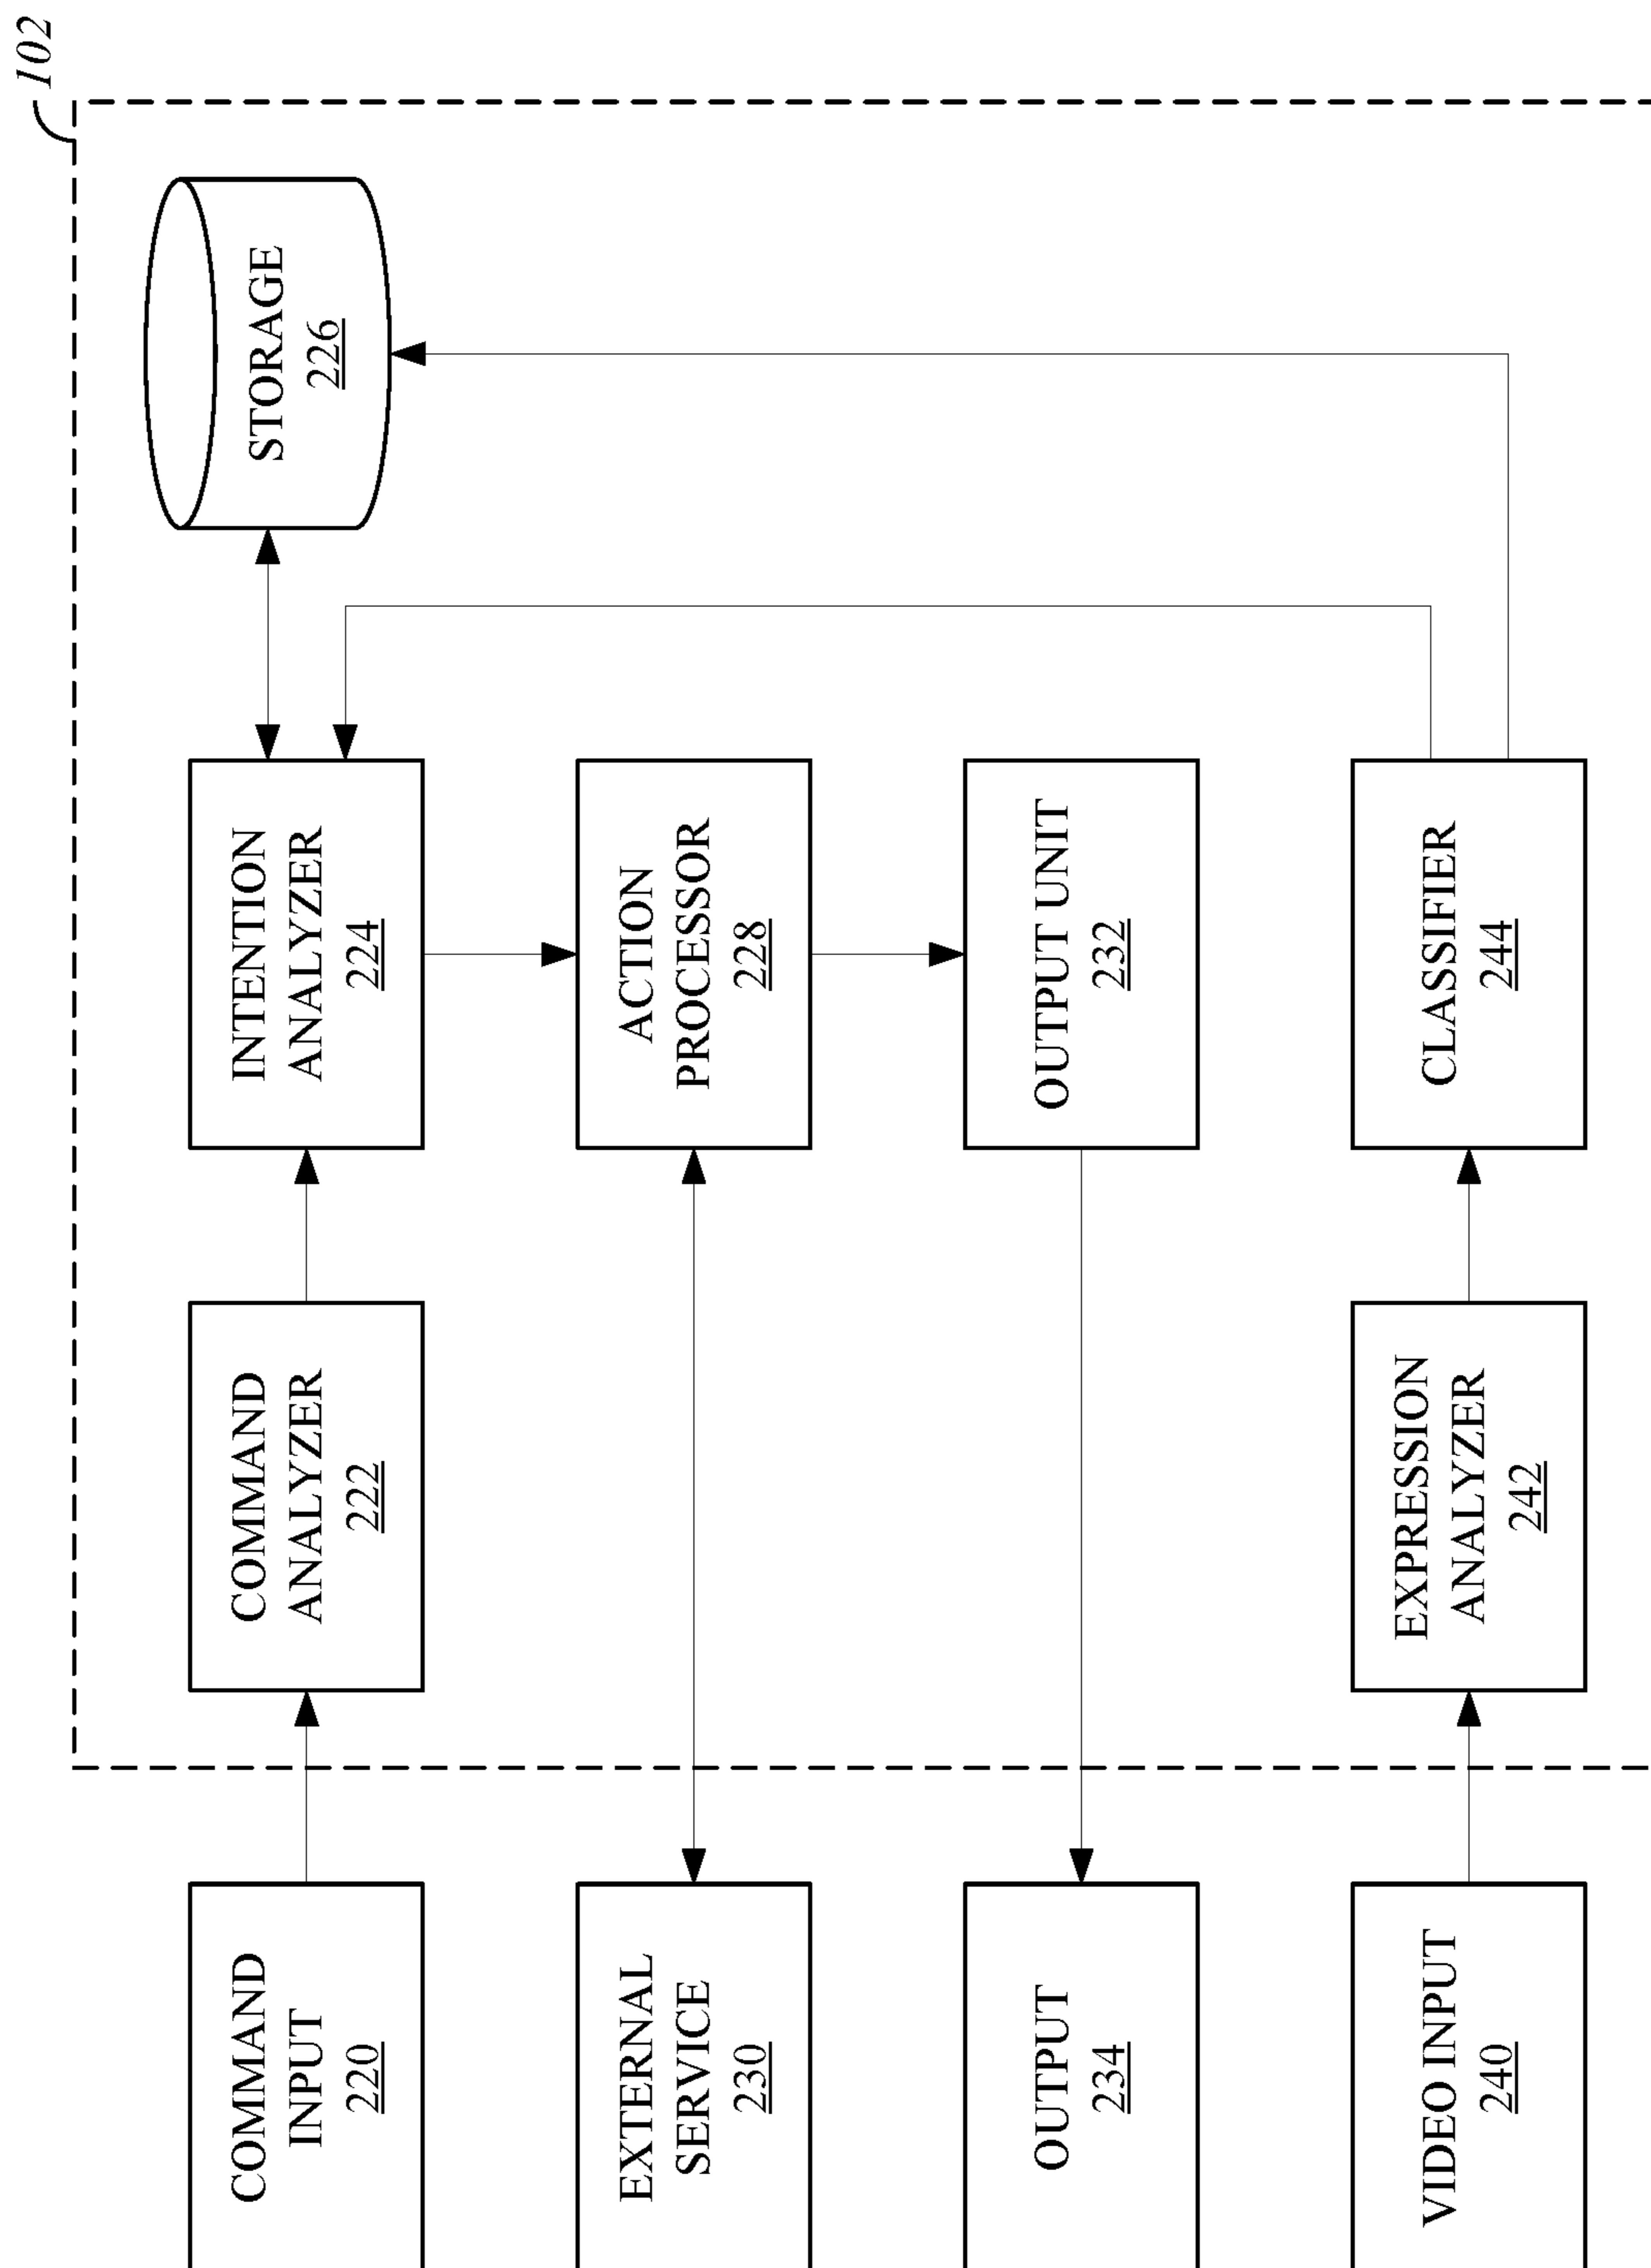 102
COMMAND
INPUT
220
COMMAND
ANALYZER
222
INTENTION
ANALYZER
224
STORAGE
226
EXTERNAL
SERVICE
230
ACTION
PROCESSOR
228
OUTPUT
234
OUTPUT UNIT
232
VIDEO INPUT
240
EXPRESSION
ANALYZER
242
CLASSIFIER
244